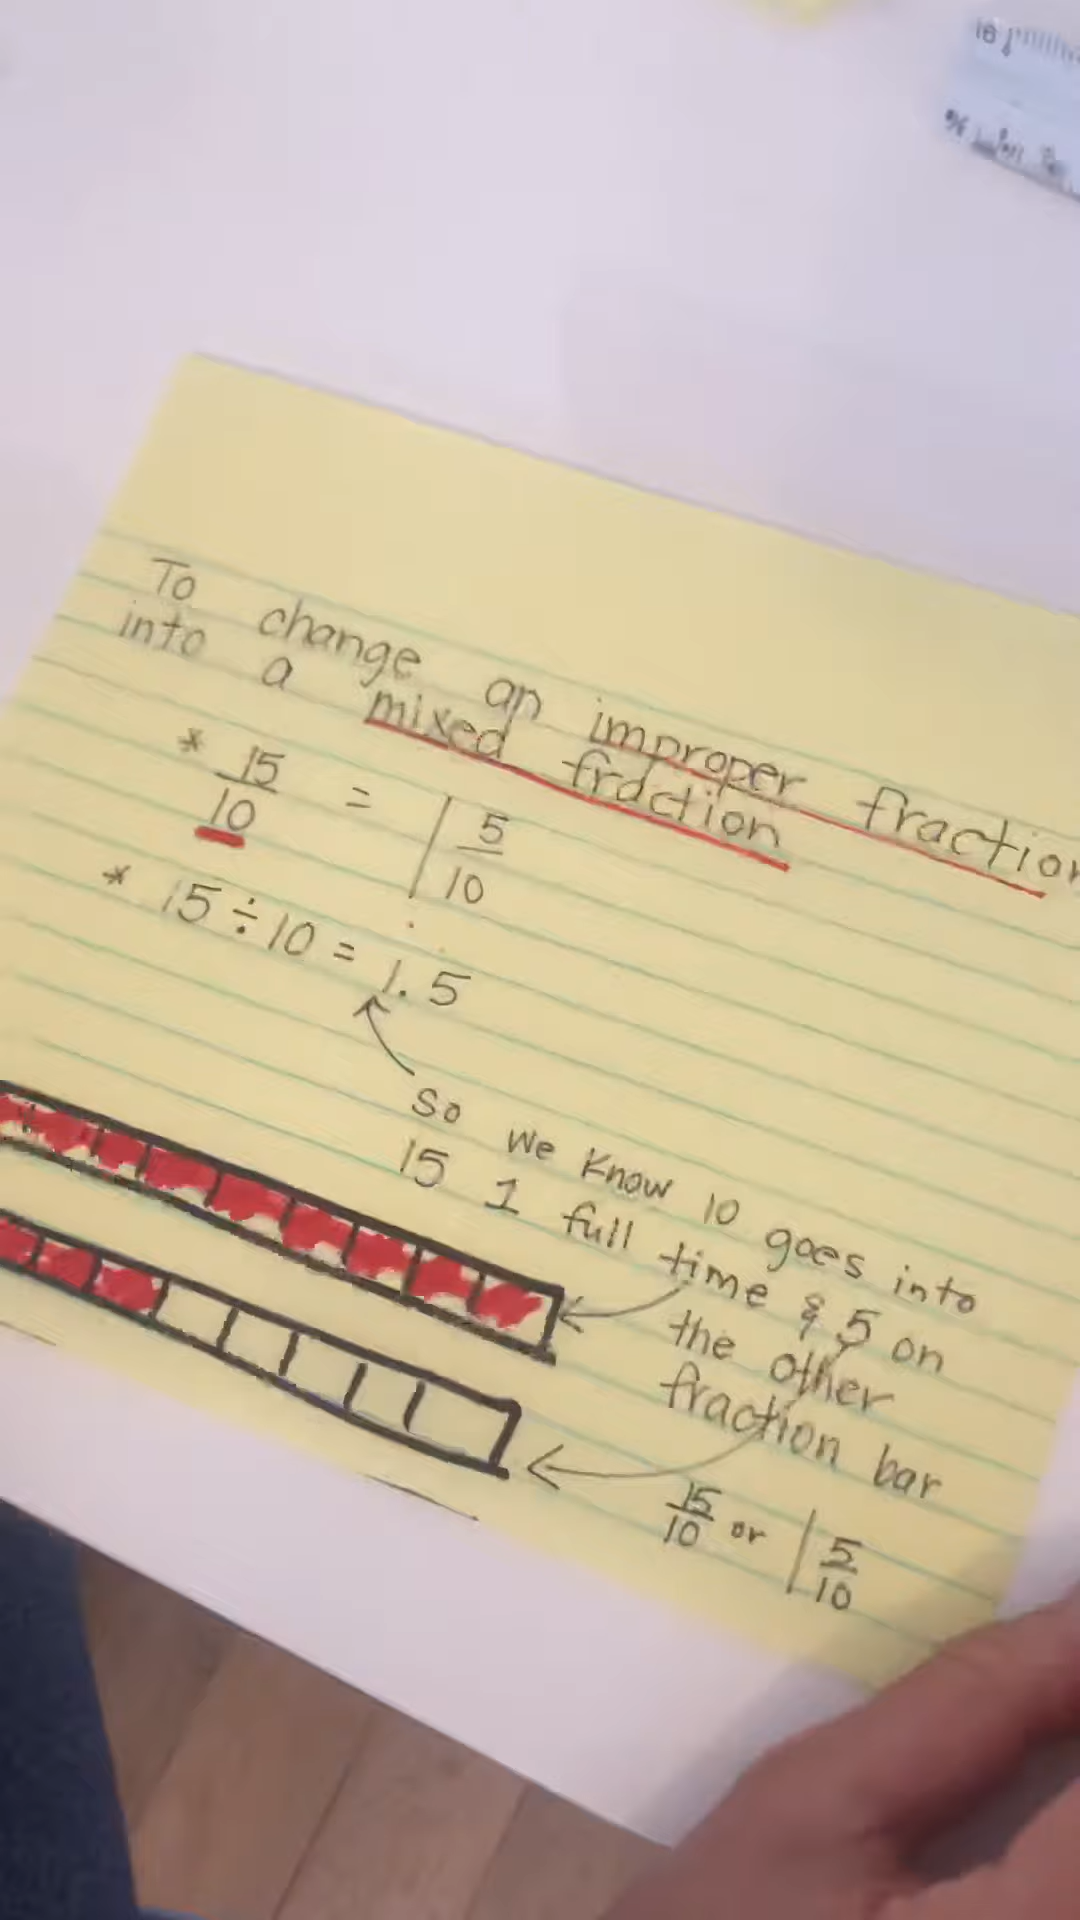 To change an improper fraction
into a mixed fraction
* 15/10 = 1 5/10
* 15 ÷ 10 = 1.5
So we know 10 goes into
15 1 full time & 5 on
the other
fraction bar
15/10 or 1 5/10